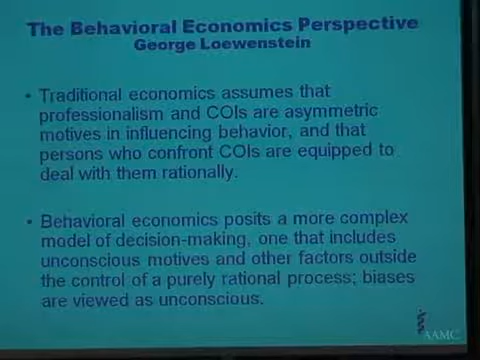 The Behavioral Economics Perspective
George Loewenstein
• Traditional economics assumes that
professionalism and COIs are asymmetric
motives in influencing behavior, and that
persons who confront COIs are equipped to
deal with them rationally.
• Behavioral economics posits a more complex
model of decision-making, one that includes
unconscious motives and other factors outside
the control of a purely rational process; biases
are viewed as unconscious.
AAMC